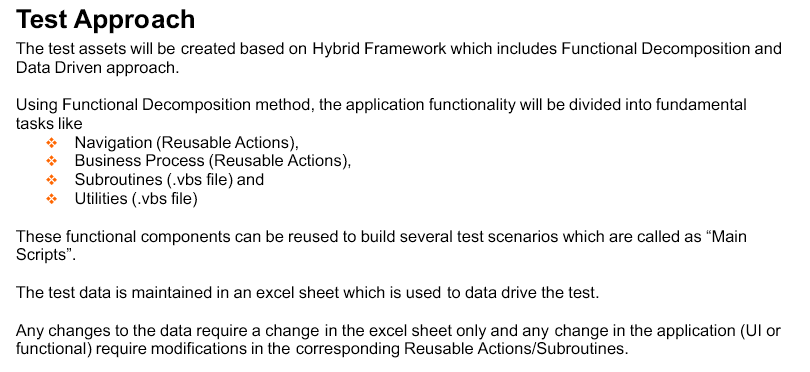 Test Approach
The test assets will be created based on Hybrid Framework which includes Functional Decomposition and
Data Driven approach.
Using Functional Decomposition method, the application functionality will be divided into fundamental
tasks like
❖ Navigation (Reusable Actions),
❖ Business Process (Reusable Actions),
❖ Subroutines (.vbs file) and
❖ Utilities (.vbs file)
These functional components can be reused to build several test scenarios which are called as “Main
Scripts”.
The test data is maintained in an excel sheet which is used to data drive the test.
Any changes to the data require a change in the excel sheet only and any change in the application (UI or
functional) require modifications in the corresponding Reusable Actions/Subroutines.